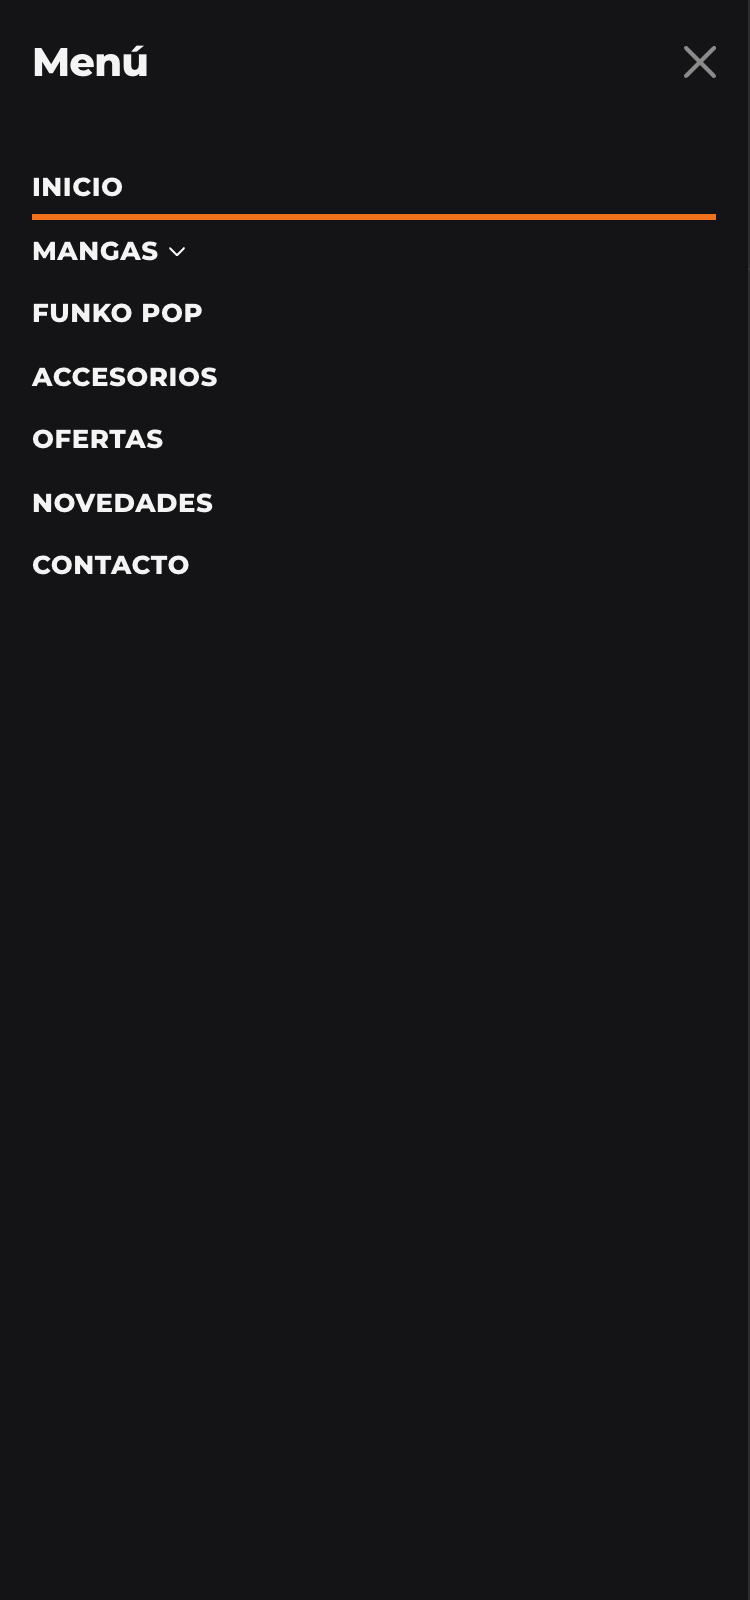 Menú
INICIO
MANGAS
FUNKO POP
ACCESORIOS
OFERTAS
NOVEDADES
CONTACTO